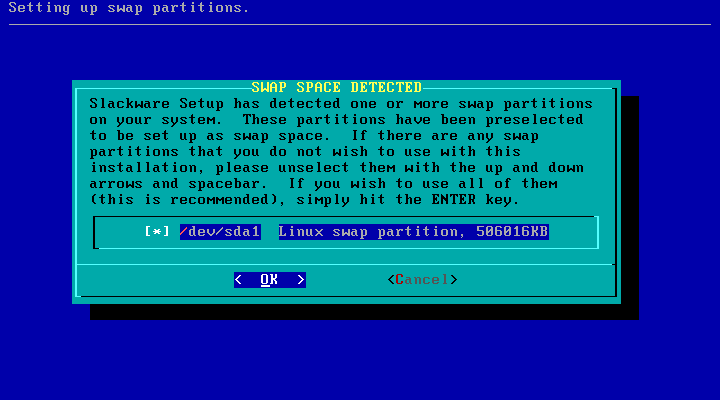 Setting up swap partitions.
SWAP SPACE DETECTED
Slackware Setup has detected one or more swap partitions
on your system.  These partitions have been preselected
to be set up as swap space.  If there are any swap
partitions that you do not wish to use with this
installation, please unselect them with the up and down
arrows and spacebar.  If you wish to use all of them
(this is recommended), simply hit the ENTER key.
[*] /dev/sda1  Linux swap partition, 506016KB
<  OK  > <Cancel>